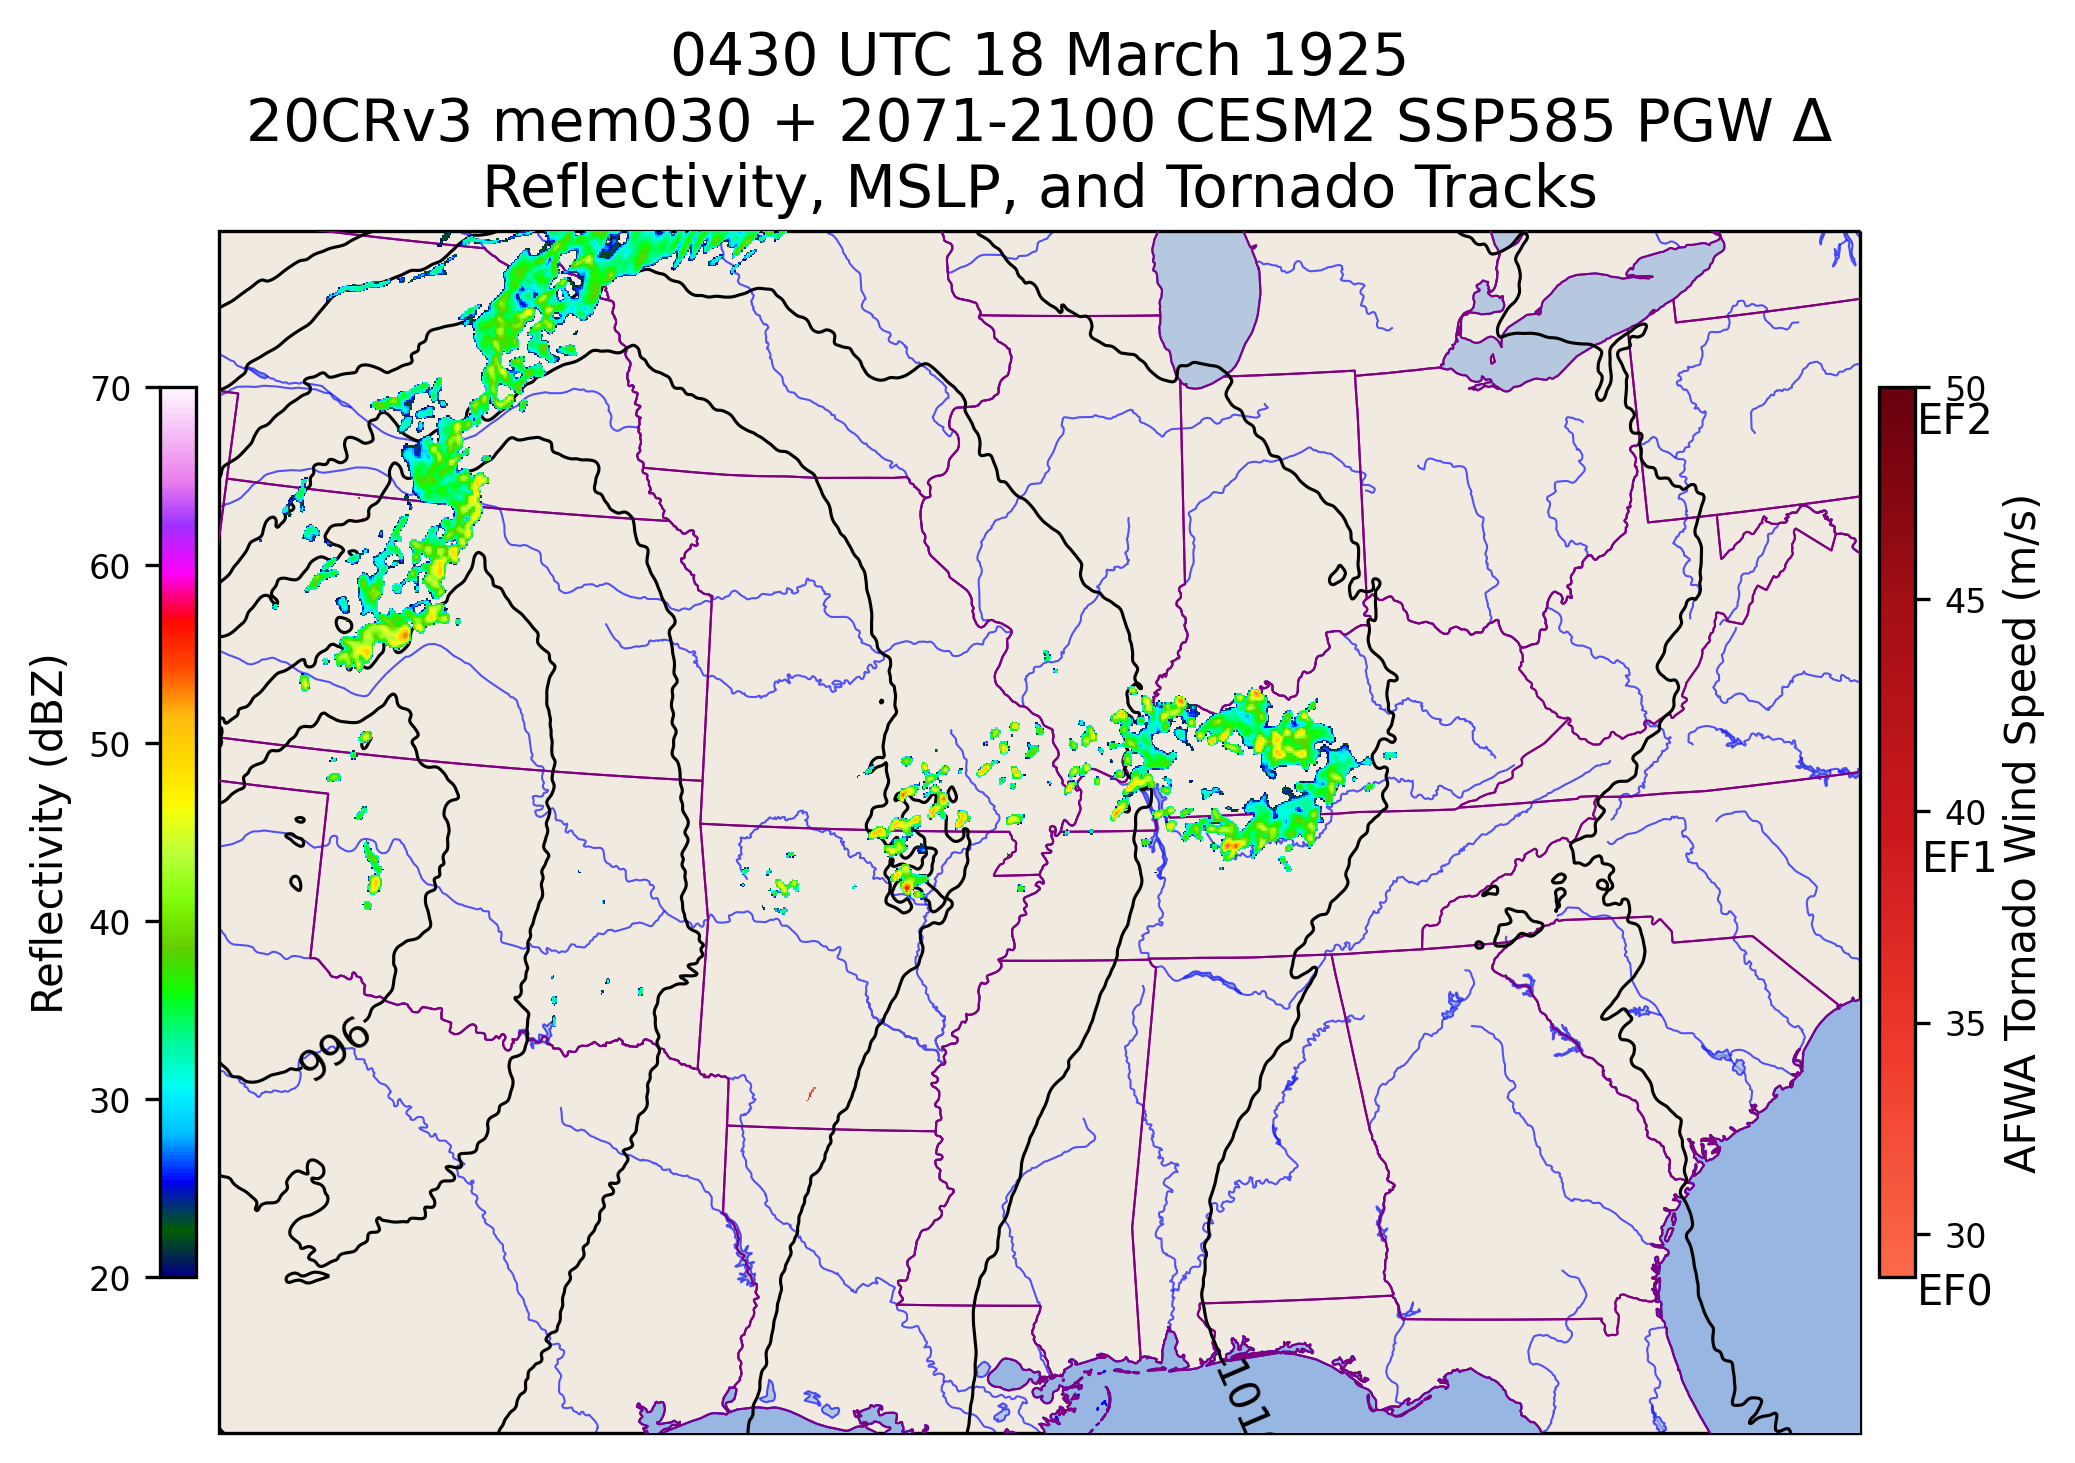 0430 UTC 18 March 1925
20CRv3 mem030 + 2071-2100 CESM2 SSP585 PGW Δ
Reflectivity, MSLP, and Tornado Tracks
70
60
50
40
30
20
Reflectivity (dBZ)
996
50
EF2
45
40
EF1
35
30
EF0
AFWA Tornado Wind Speed (m/s)